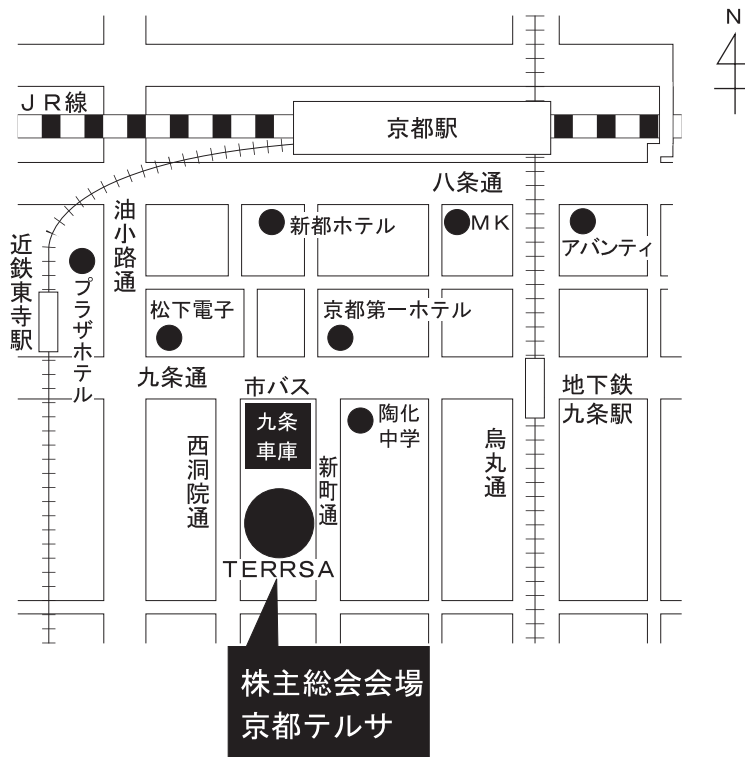 N
JR線
京都駅
八条通
油小路通
新都ホテル
MK
アバンティ
近鉄東寺駅
プラザホテル
松下電子
京都第一ホテル
九条通
市バス
九条
車庫
陶化
中学
地下鉄
九条駅
西洞院通
新町通
烏丸通
TERRSA
株主総会会場
京都テルサ